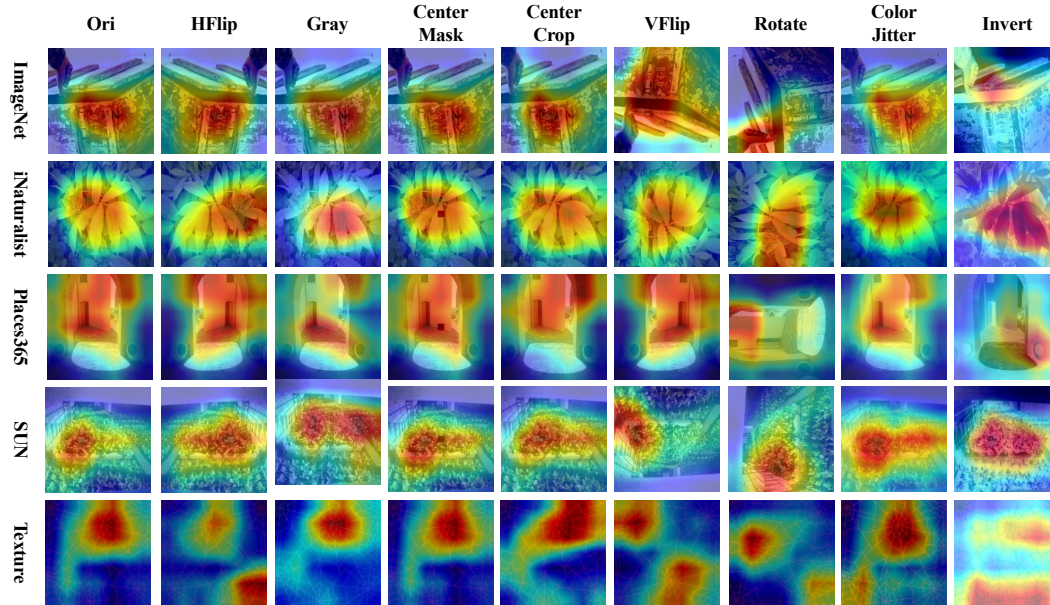 Ori HFlip Gray Center Mask Center Crop VFlip Rotate Color Jitter Invert
ImageNet
iNaturalist
Places365
SUN
Texture